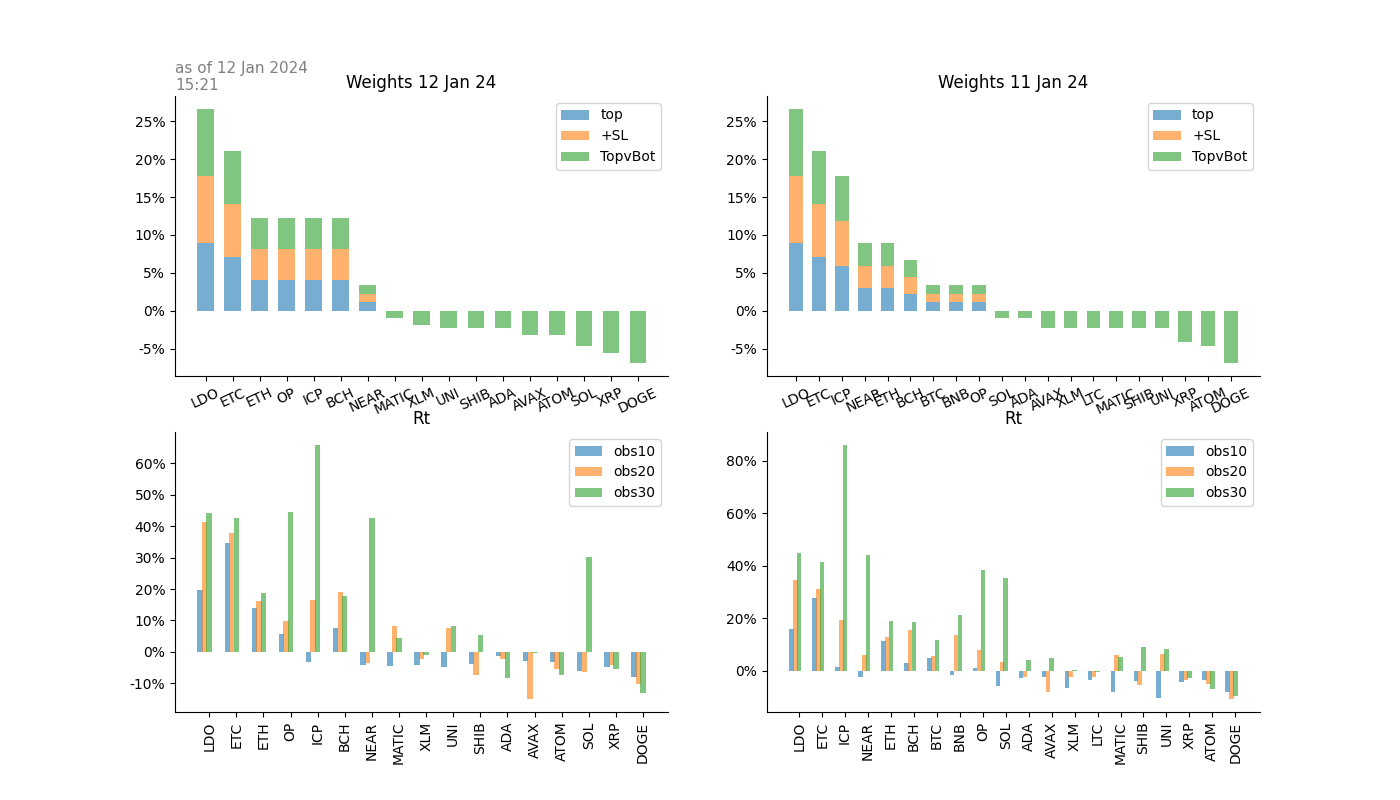 as of 12 Jan 2024
15:21
Weights 12 Jan 24
top
+SL
TopvBot
25%
20%
15%
10%
5%
0%
-5%
LDO ETC ETH OP ICP BCH NEAR MATIC XLM UNI SHIB ADA AVAX ATOM SOL XRP DOGE
Weights 11 Jan 24
top
+SL
TopvBot
25%
20%
15%
10%
5%
0%
-5%
LDO ETC ICP NEAR ETH BCH BTC BNB OP SOL ADA AVAX XLM LTC MATIC SHIB UNI XRP ATOM DOGE
Rt
obs10
obs20
obs30
60%
50%
40%
30%
20%
10%
0%
-10%
LDO ETC ETH OP ICP BCH NEAR MATIC XLM UNI SHIB ADA AVAX ATOM SOL XRP DOGE
Rt
obs10
obs20
obs30
80%
60%
40%
20%
0%
LDO ETC ICP NEAR ETH BCH BTC BNB OP SOL ADA AVAX XLM LTC MATIC SHIB UNI XRP ATOM DOGE